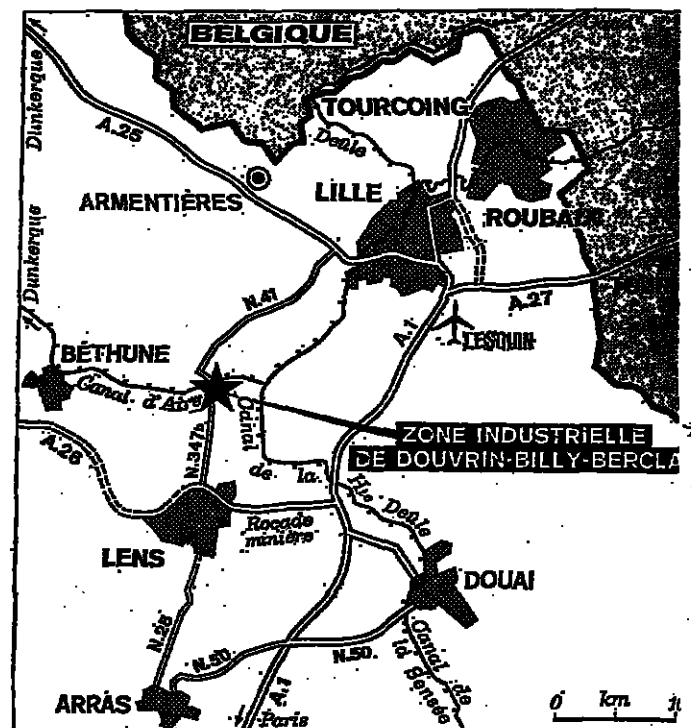 BELGIQUE
Dunkerque
A.25
TOURCOING
Deule
ARMENTIÈRES
LILLE
ROUBAIX
Dunkerque
N.41
A.1
A.27
LESQUIN
BÉTHUNE
Canal d'Aire
ZONE INDUSTRIELLE
DE DOUVRIN-BILLY-BERCLA
A.26
N.347b
Canal
de
la
Hte Deule
LENS
Rocade
minière
DOUAI
N.25
N.50
N.50
Canal de
la Sensée
ARRAS
A.1
Paris
0 km 10